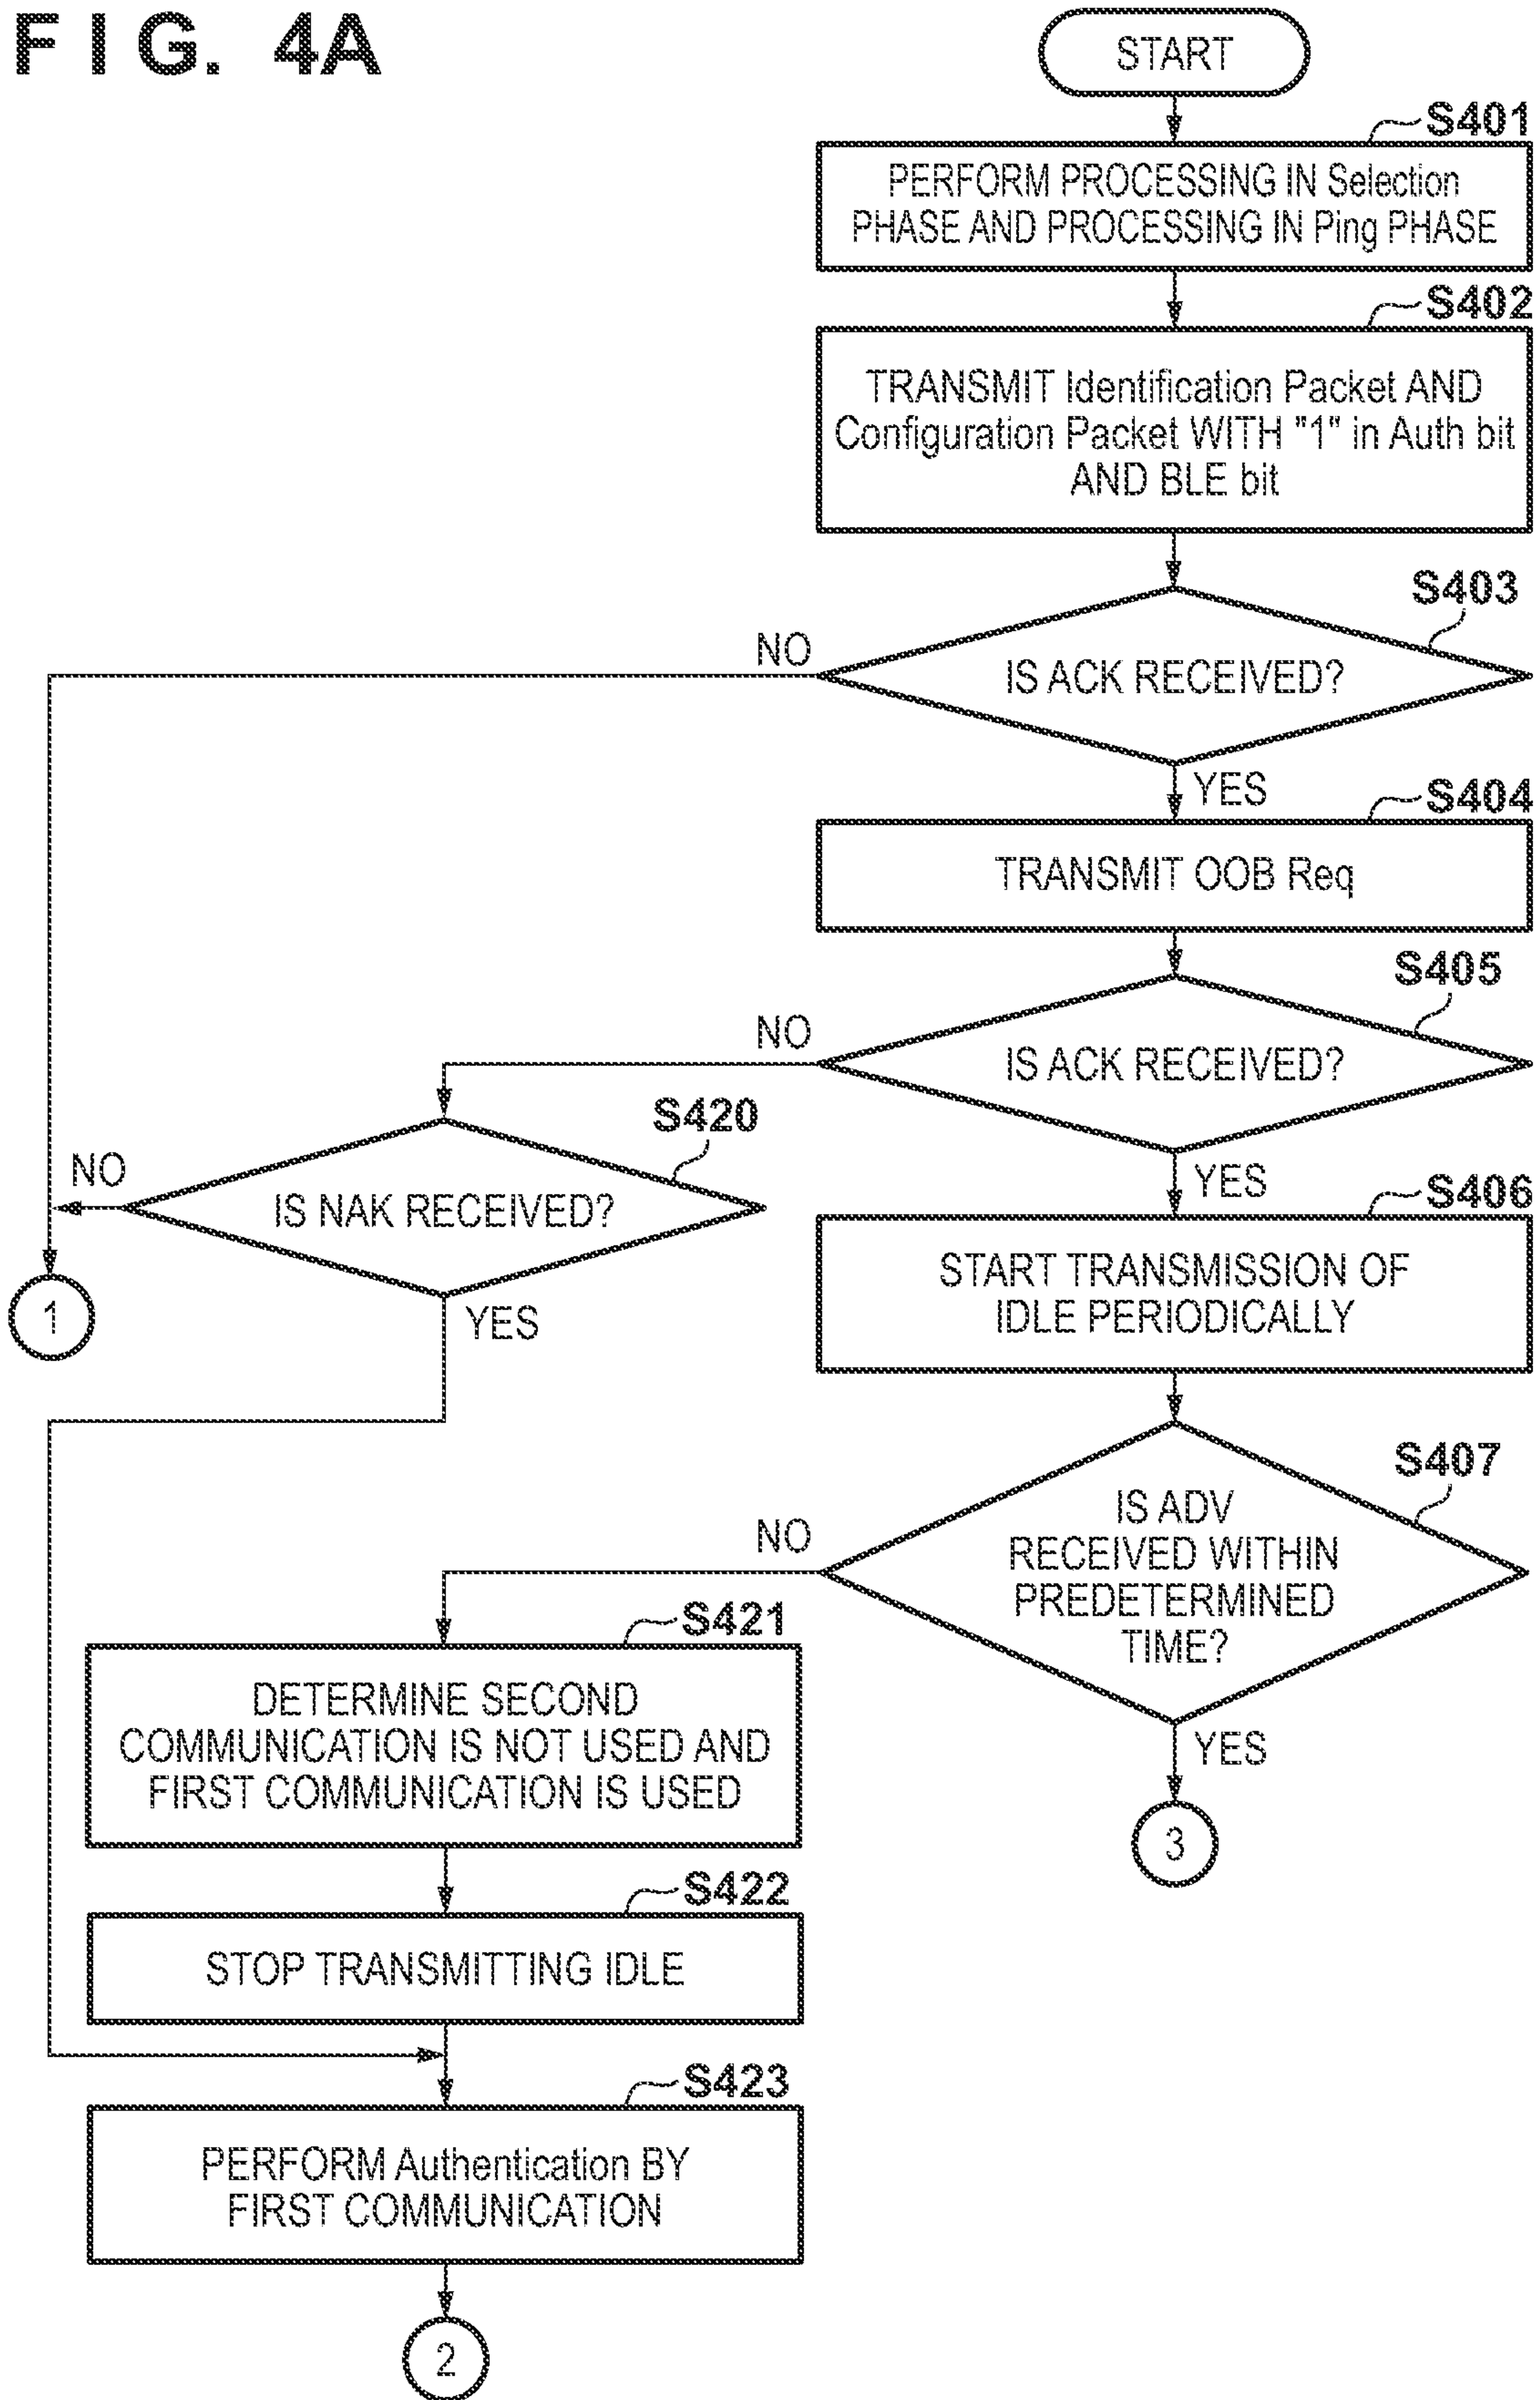 FIG. 4A
START
S401
PERFORM PROCESSING IN Selection
PHASE AND PROCESSING IN Ping PHASE
S402
TRANSMIT Identification Packet AND
Configuration Packet WITH "1" in Auth bit
AND BLE bit
S403
NO
IS ACK RECEIVED?
YES
S404
TRANSMIT OOB Req
S405
NO
IS ACK RECEIVED?
S420
NO
IS NAK RECEIVED?
YES
S406
START TRANSMISSION OF
IDLE PERIODICALLY
1
YES
S407
NO
IS ADV
RECEIVED WITHIN
PREDETERMINED
TIME?
S421
DETERMINE SECOND
COMMUNICATION IS NOT USED AND
FIRST COMMUNICATION IS USED
YES
3
S422
STOP TRANSMITTING IDLE
S423
PERFORM Authentication BY
FIRST COMMUNICATION
2